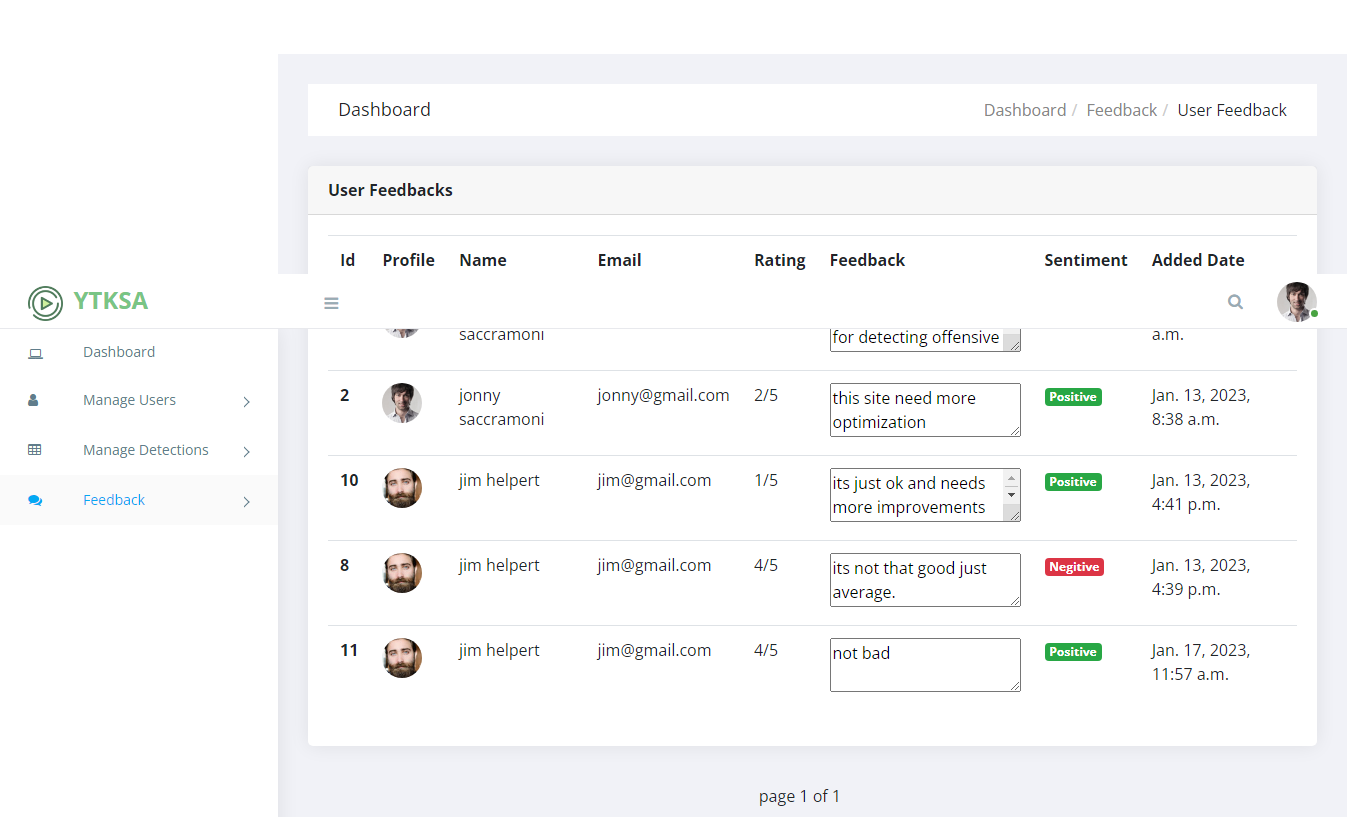 Dashboard
Dashboard / Feedback / User Feedback
User Feedbacks
Id Profile Name Email Rating Feedback Sentiment Added Date
YTKSA
saccramoni for detecting offensive a.m.
Dashboard
Manage Users
Manage Detections
Feedback
2 jonny jonny@gmail.com 2/5 this site need more Positive Jan. 13, 2023,
saccramoni optimization 8:38 a.m.
10 jim helpert jim@gmail.com 1/5 its just ok and needs Positive Jan. 13, 2023,
more improvements 4:41 p.m.
8 jim helpert jim@gmail.com 4/5 its not that good just Negitive Jan. 13, 2023,
average. 4:39 p.m.
11 jim helpert jim@gmail.com 4/5 not bad Positive Jan. 17, 2023,
11:57 a.m.
page 1 of 1